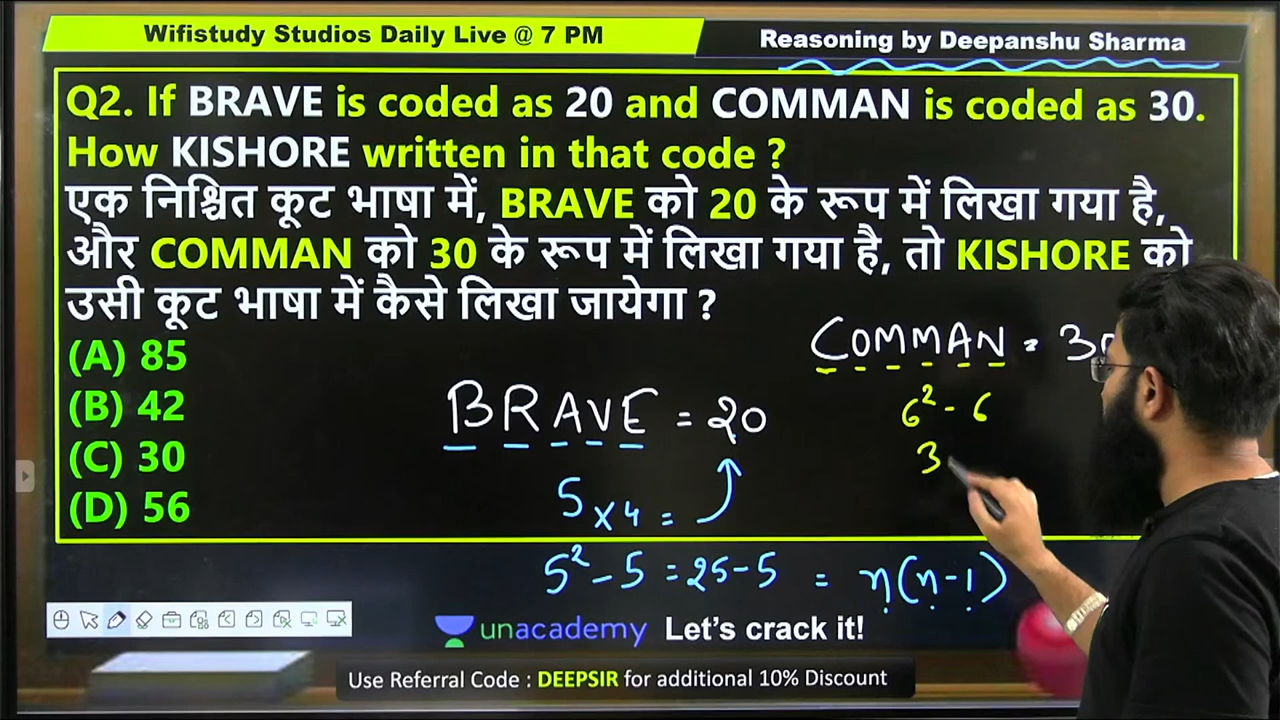 Wifistudy Studios Daily Live @ 7 PM
Reasoning by Deepanshu Sharma
Q2. If BRAVE is coded as 20 and COMMAN is coded as 30.
How KISHORE written in that code ?
एक निश्चित कूट भाषा में, BRAVE को 20 के रूप में लिखा गया है,
और COMMAN को 30 के रूप में लिखा गया है, तो KISHORE को
उसी कूट भाषा में कैसे लिखा जायेगा ?
(A) 85
(B) 42
(C) 30
(D) 56
COMMAN = 30
6² - 6
3
BRAVE = 20
5 x 4 =
5² - 5 = 25 - 5 = n(n-1)
unacademy Let's crack it!
Use Referral Code : DEEPSIR for additional 10% Discount